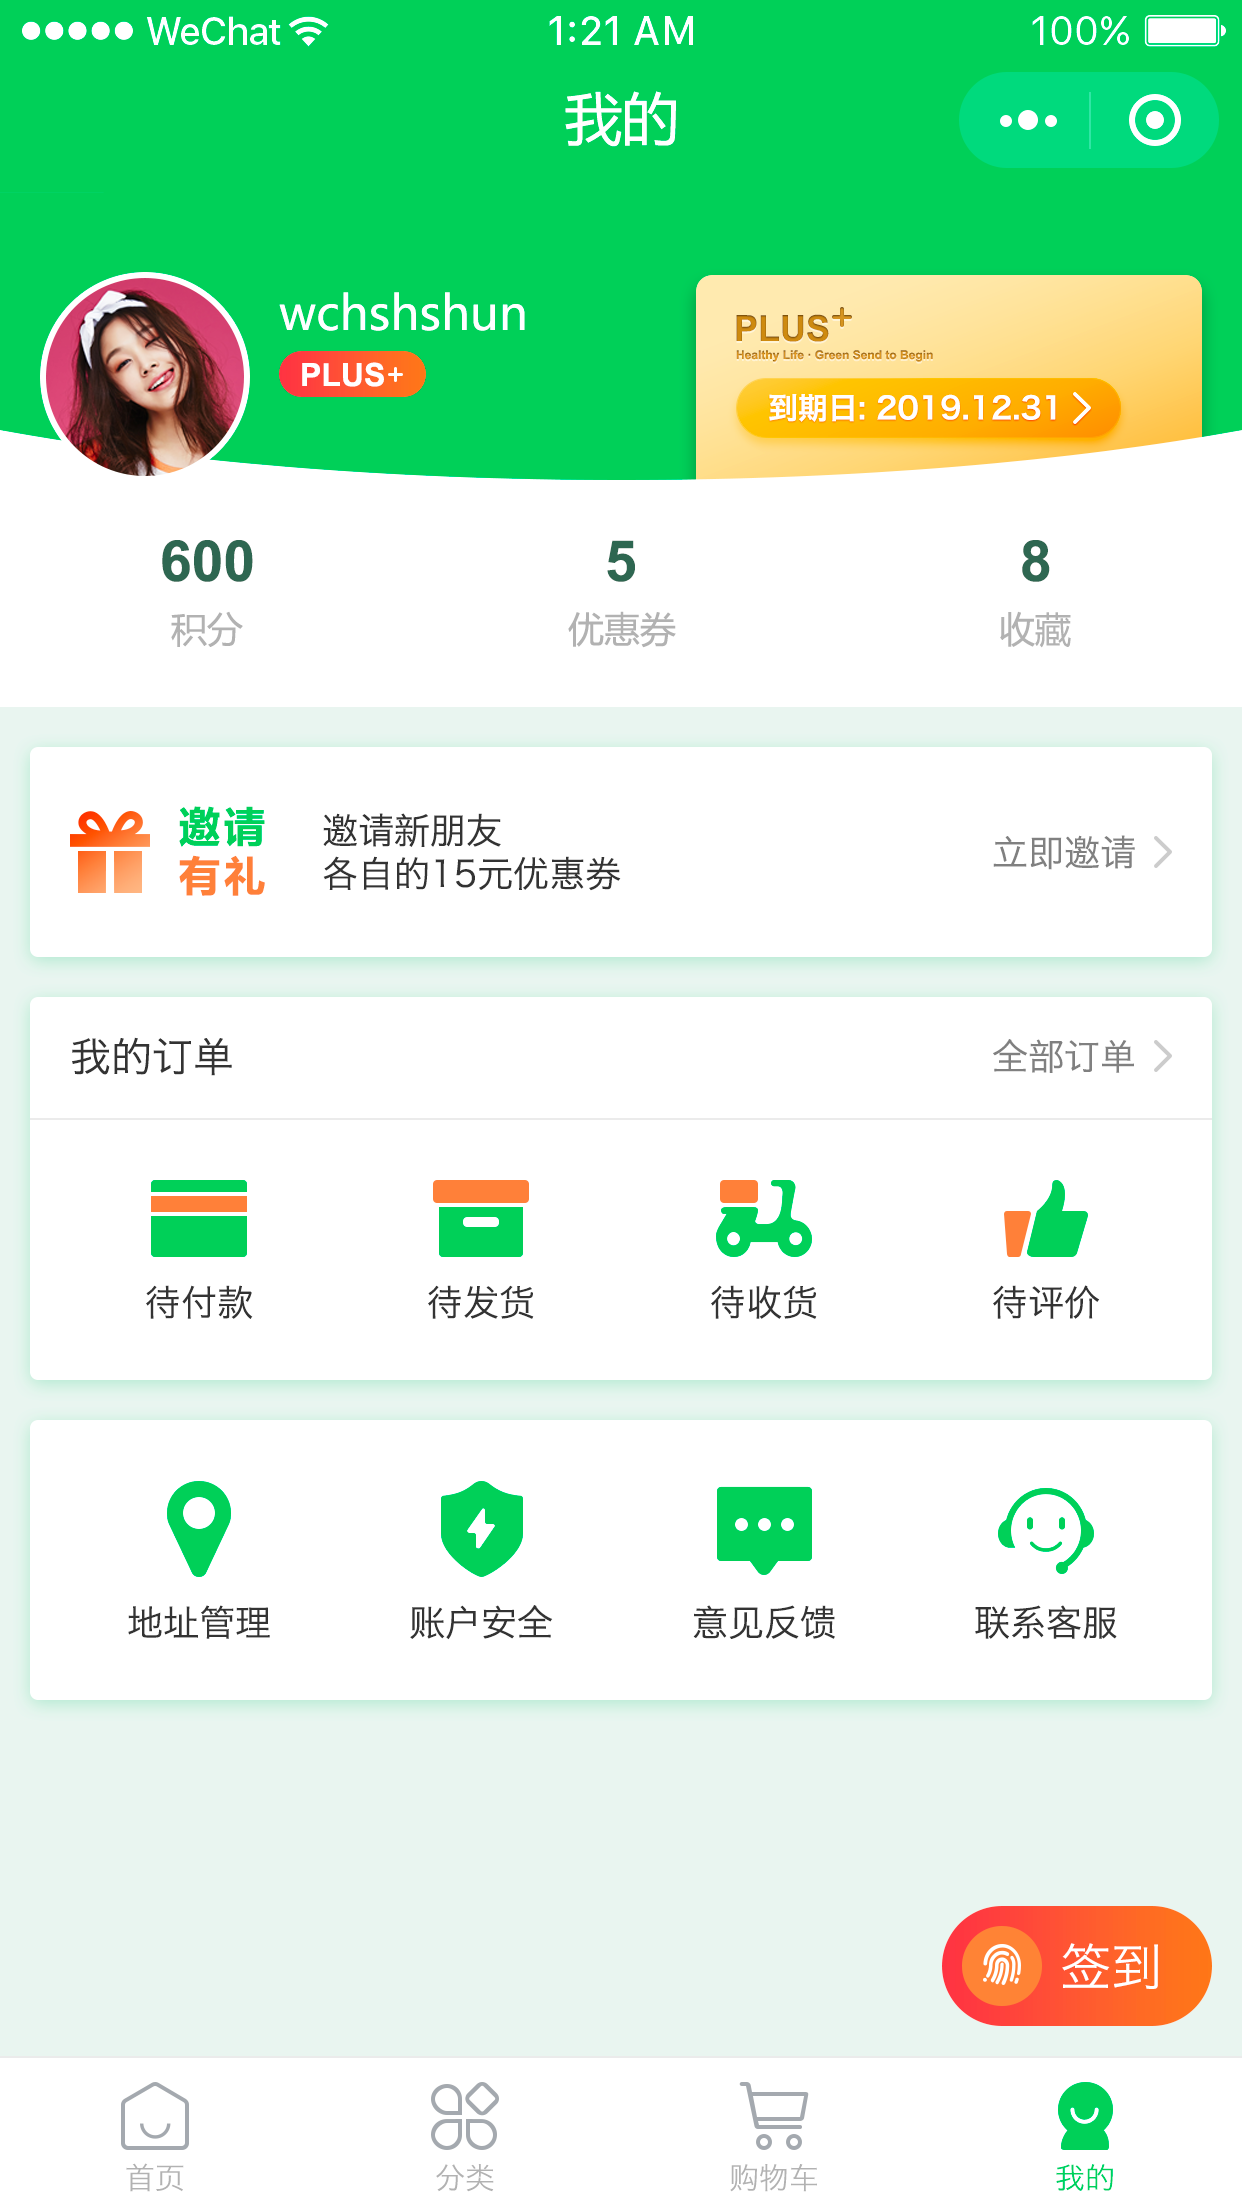 WeChat 1:21 AM 100%
我的
wchshshun
PLUS+
PLUS+
Healthy Life · Green Send to Begin
到期日: 2019.12.31
600 5 8
积分 优惠券 收藏
邀请
有礼
邀请新朋友
各自的15元优惠券
立即邀请
我的订单 全部订单
待付款 待发货 待收货 待评价
地址管理 账户安全 意见反馈 联系客服
签到
首页 分类 购物车 我的